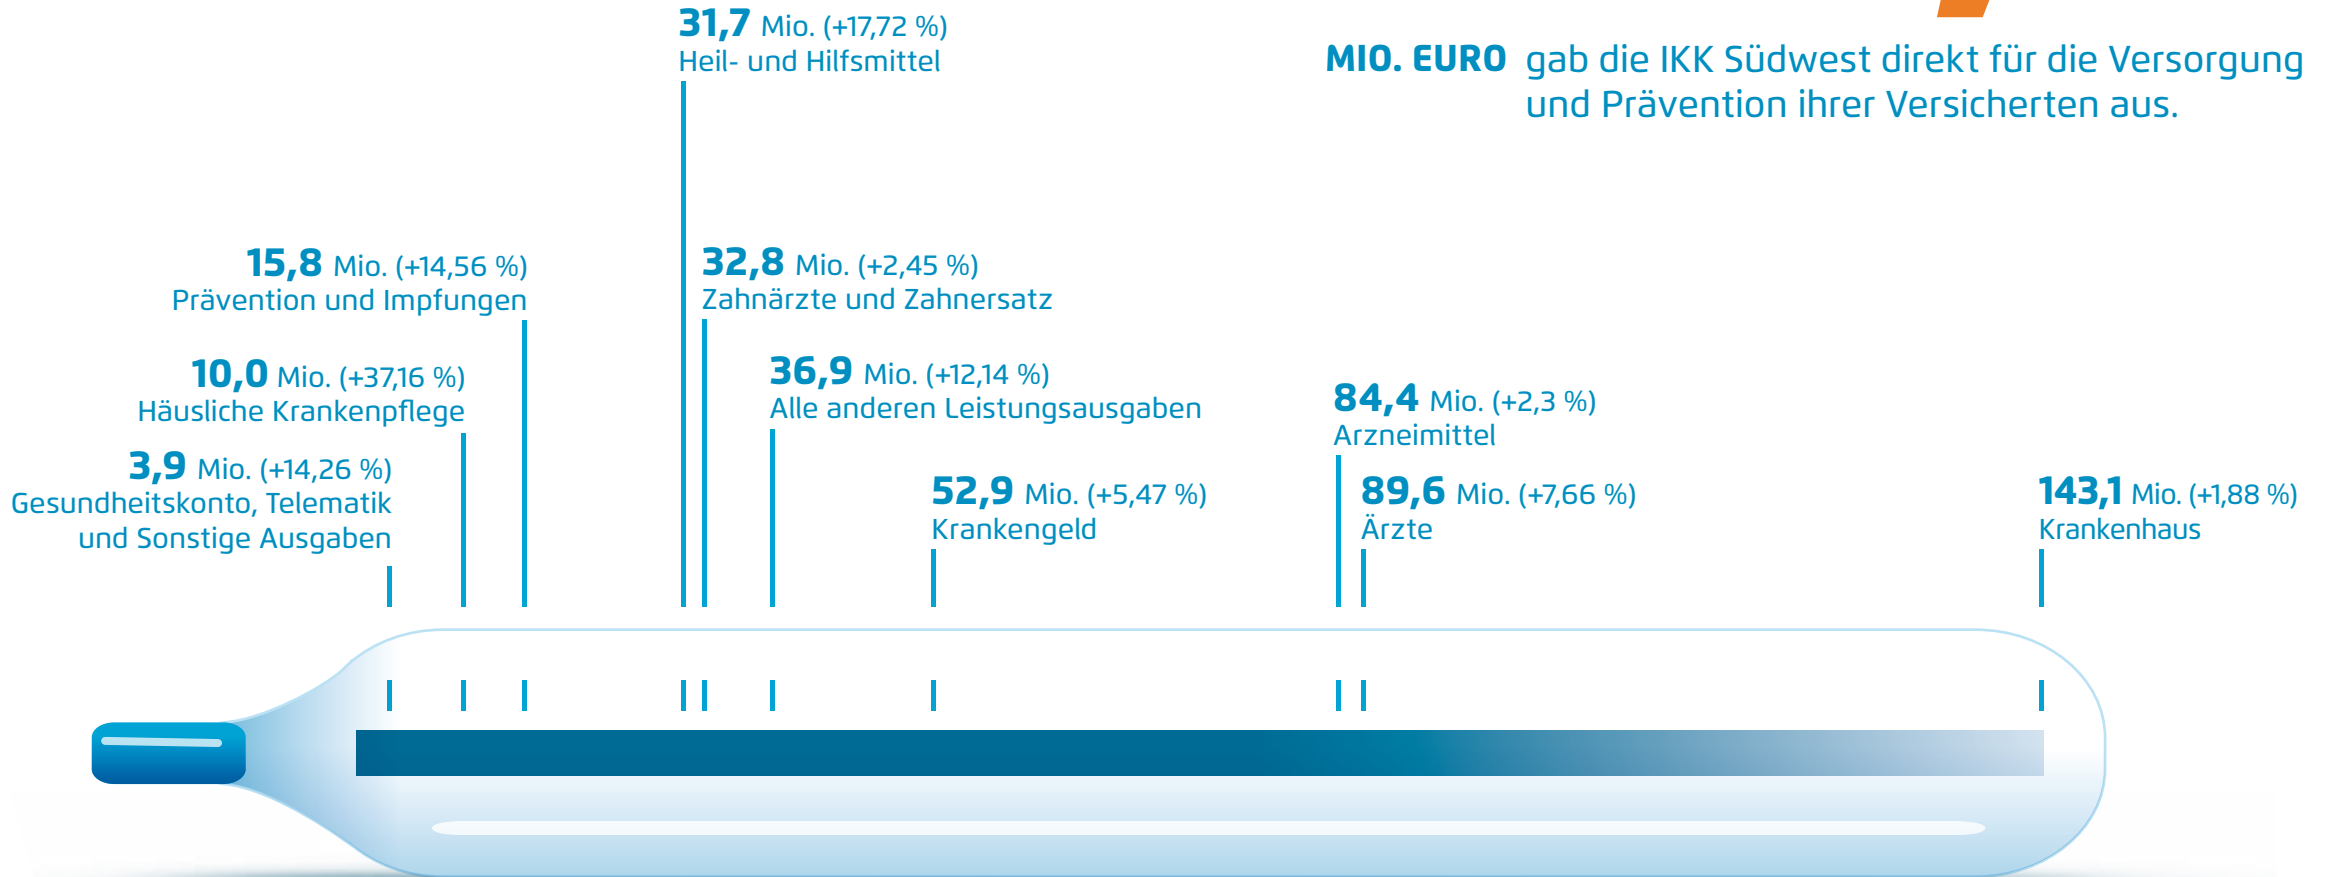 31,7 Mio. (+17,72 %)
Heil- und Hilfsmittel
MIO. EURO gab die IKK Südwest direkt für die Versorgung
und Prävention ihrer Versicherten aus.
15,8 Mio. (+14,56 %)
Prävention und Impfungen
32,8 Mio. (+2,45 %)
Zahnärzte und Zahnersatz
10,0 Mio. (+37,16 %)
Häusliche Krankenpflege
36,9 Mio. (+12,14 %)
Alle anderen Leistungsausgaben
84,4 Mio. (+2,3 %)
Arzneimittel
3,9 Mio. (+14,26 %)
Gesundheitskonto, Telematik
und Sonstige Ausgaben
52,9 Mio. (+5,47 %)
Krankengeld
89,6 Mio. (+7,66 %)
Ärzte
143,1 Mio. (+1,88 %)
Krankenhaus